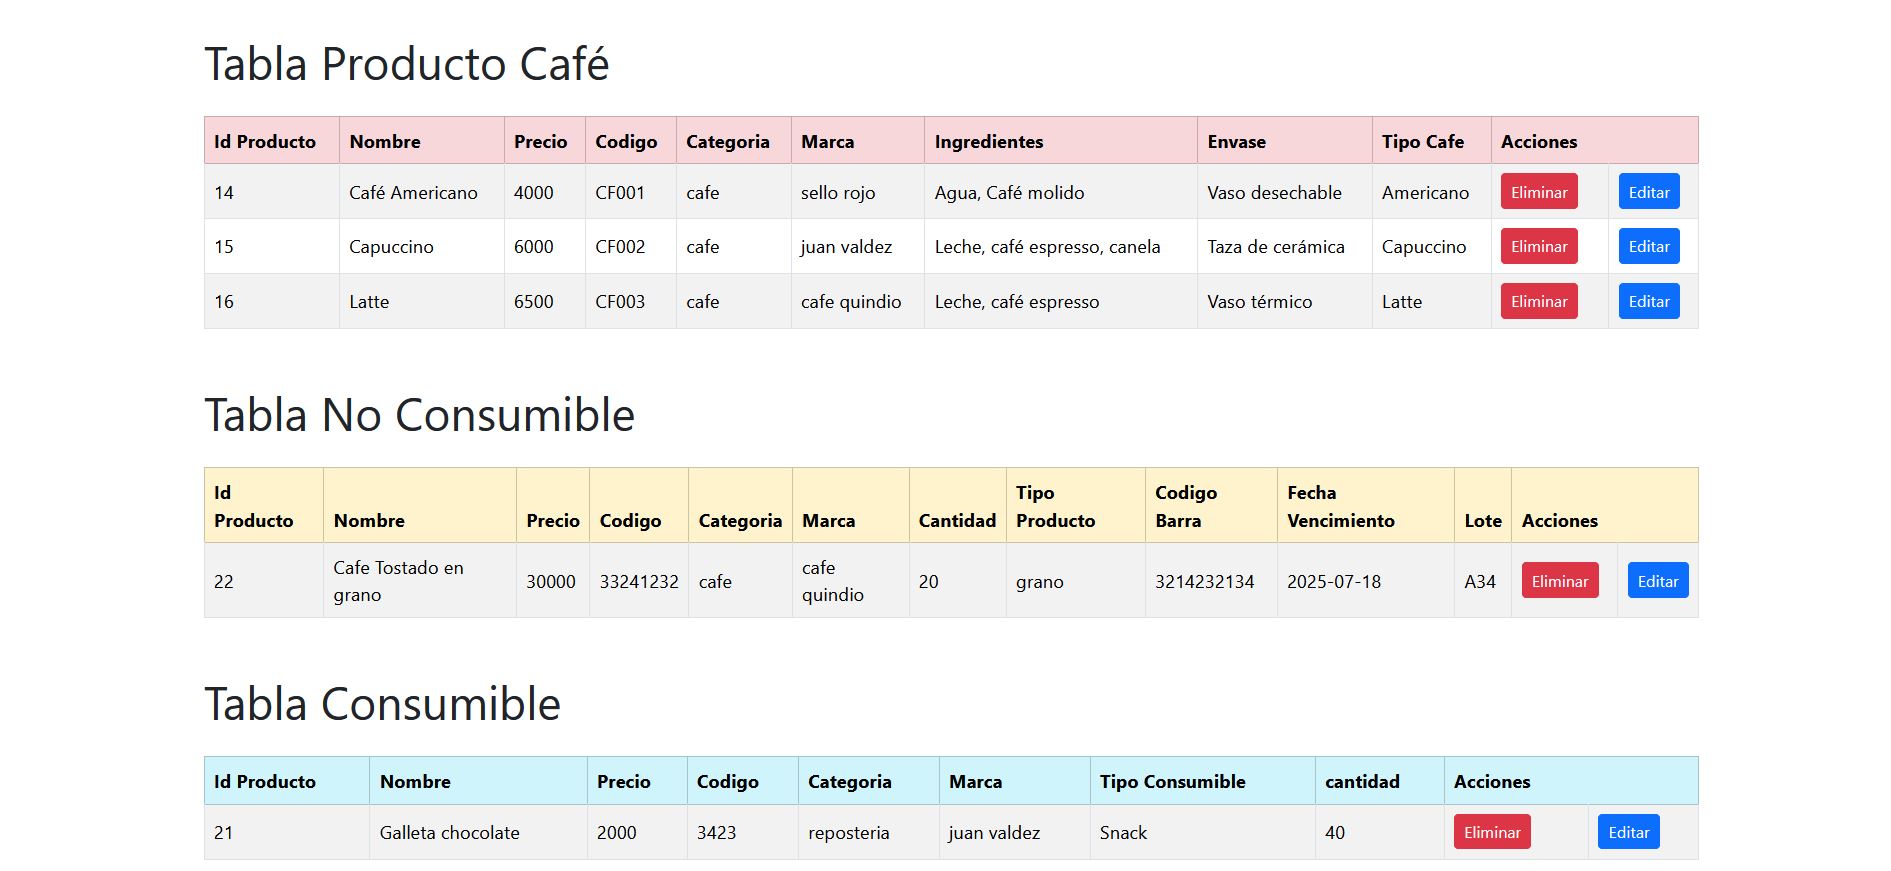 Tabla Producto Café
Id Producto Nombre Precio Codigo Categoria Marca Ingredientes Envase Tipo Cafe Acciones
14 Café Americano 4000 CF001 cafe sello rojo Agua, Café molido Vaso desechable Americano Eliminar Editar
15 Capuccino 6000 CF002 cafe juan valdez Leche, café espresso, canela Taza de cerámica Capuccino Eliminar Editar
16 Latte 6500 CF003 cafe cafe quindio Leche, café espresso Vaso térmico Latte Eliminar Editar
Tabla No Consumible
Id Producto Nombre Precio Codigo Categoria Marca Cantidad Tipo Producto Codigo Barra Fecha Vencimiento Lote Acciones
22 Cafe Tostado en grano 30000 33241232 cafe cafe quindio 20 grano 3214232134 2025-07-18 A34 Eliminar Editar
Tabla Consumible
Id Producto Nombre Precio Codigo Categoria Marca Tipo Consumible cantidad Acciones
21 Galleta chocolate 2000 3423 reposteria juan valdez Snack 40 Eliminar Editar